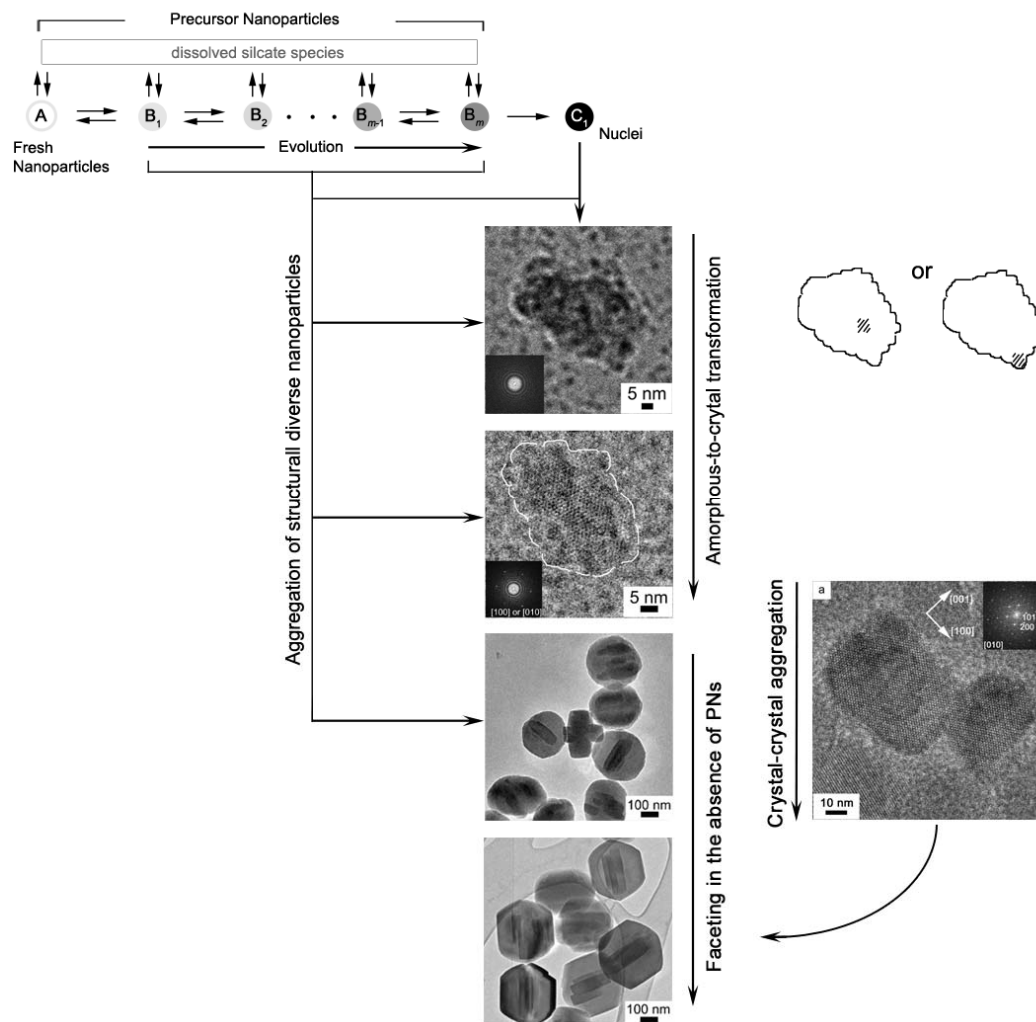 Precursor Nanoparticles
dissolved silcate species
A
B1
B2
. . .
Bm-1
Bm
C1
Nuclei
Fresh
Nanoparticles
Evolution
Aggregation of structurally diverse nanoparticles
5 nm
Amorphous-to-crytal transformation
or
[100] or [010]
5 nm
Crystal-crystal aggregation
a
[001]
[100]
101
200
[010]
10 nm
100 nm
Faceting in the absence of PNs
100 nm